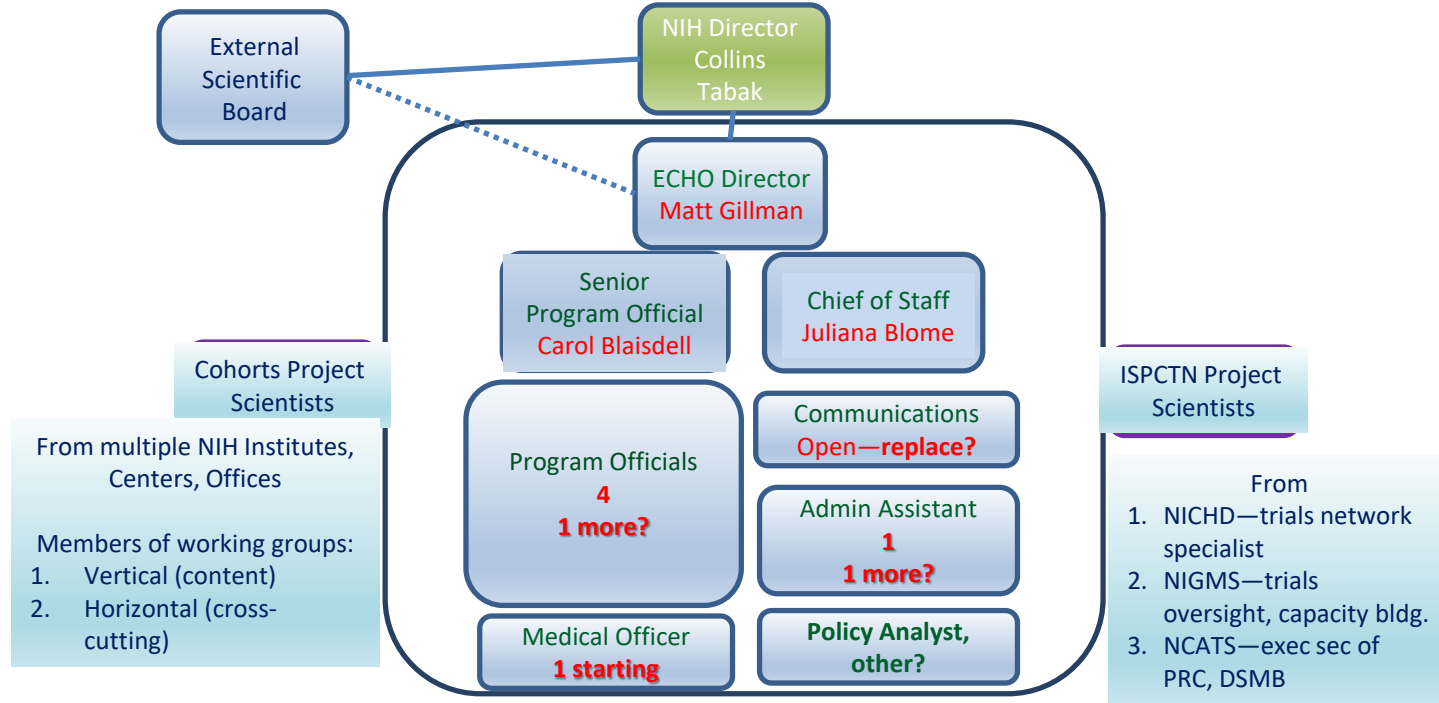 External
Scientific
Board
NIH Director
Collins
Tabak
ECHO Director
Matt Gillman
Senior
Program Official
Carol Blaisdell
Chief of Staff
Juliana Blome
Cohorts Project
Scientists
From multiple NIH Institutes,
Centers, Offices
Members of working groups:
1. Vertical (content)
2. Horizontal (cross-
cutting)
Program Officials
4
1 more?
Medical Officer
1 starting
Communications
Open—replace?
Admin Assistant
1
1 more?
Policy Analyst,
other?
ISPCTN Project
Scientists
From
1. NICHD—trials network
specialist
2. NIGMS—trials
oversight, capacity bldg.
3. NCATS—exec sec of
PRC, DSMB